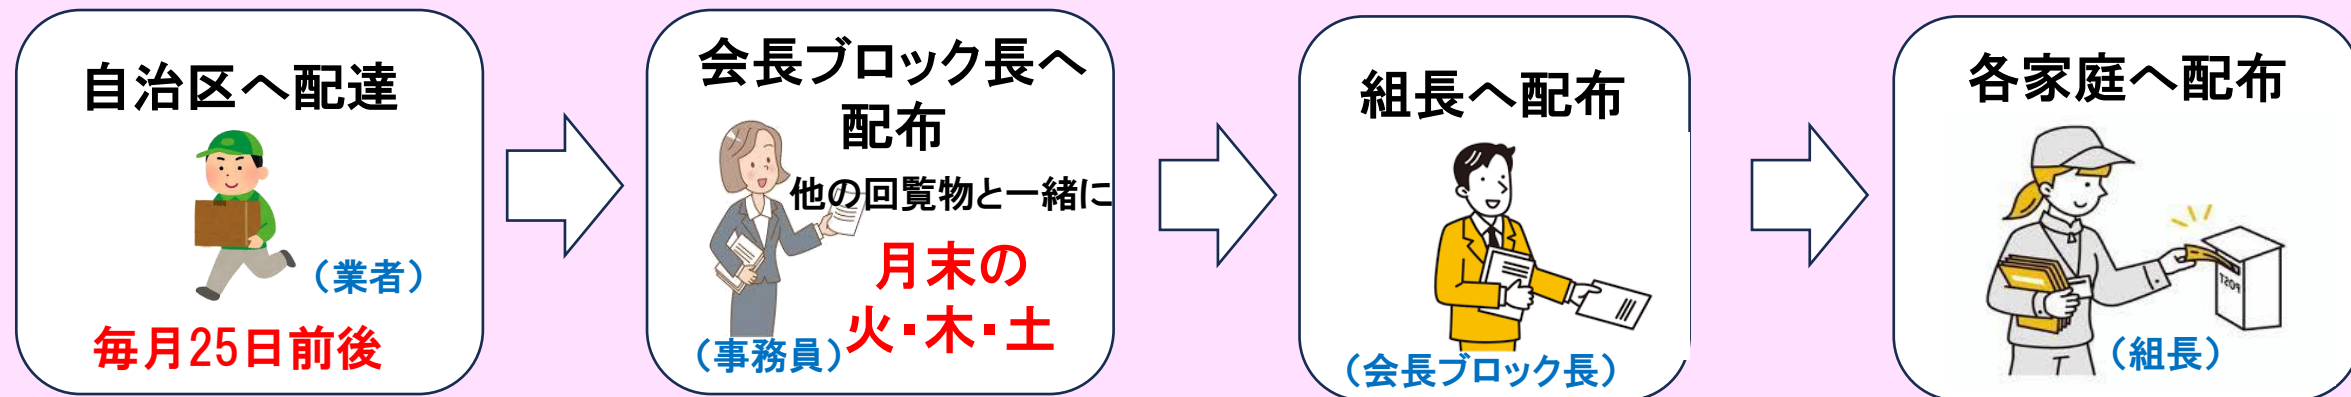 自治区へ配達
（業者）
毎月25日前後
会長ブロック長へ
配布
他の回覧物と一緒に
月末の
火・木・土
（事務員）
組長へ配布
（会長ブロック長）
各家庭へ配布
POST
（組長）